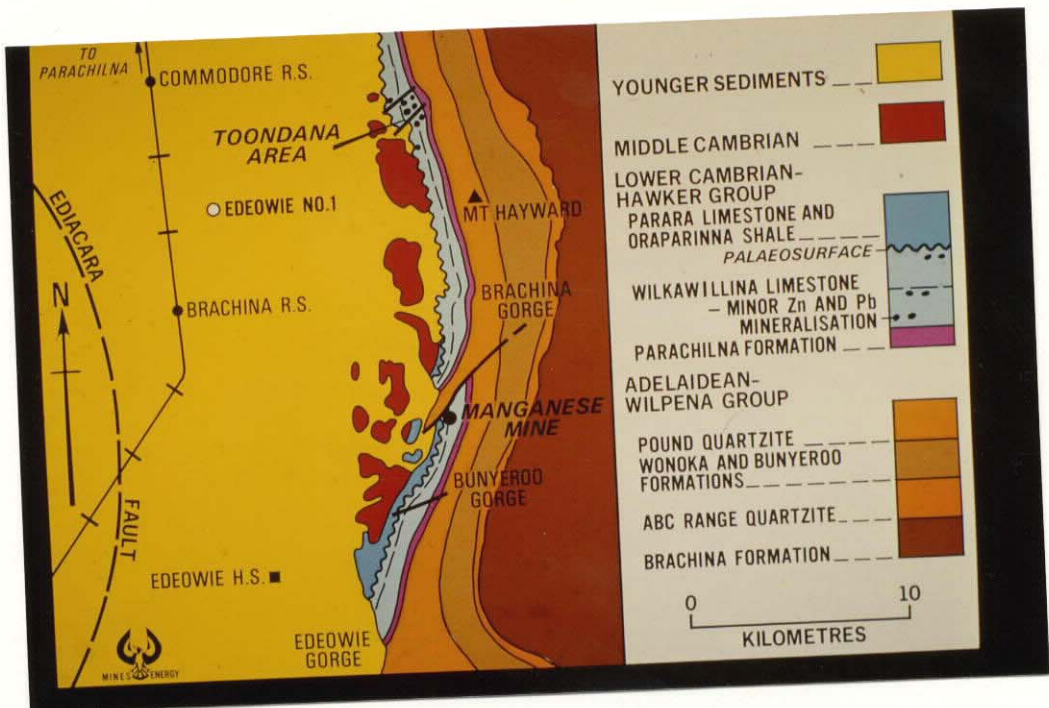 TO
PARACHILNA
COMMODORE R.S.
TOONDANA
AREA
EDEOWIE NO.1
MT HAYWARD
EDIACARA
FAULT
N
BRACHINA R.S.
BRACHINA
GORGE
MANGANESE
MINE
BUNYEROO
GORGE
EDEOWIE H.S.
EDEOWIE
GORGE
MINES ENERGY
YOUNGER SEDIMENTS
MIDDLE CAMBRIAN
LOWER CAMBRIAN-
HAWKER GROUP
PARARA LIMESTONE AND
ORAPARINNA SHALE
PALAEOSURFACE
WILKAWILLINA LIMESTONE
- MINOR Zn AND Pb
MINERALISATION
PARACHILNA FORMATION
ADELAIDEAN-
WILPENA GROUP
POUND QUARTZITE
WONOKA AND BUNYEROO
FORMATIONS
ABC RANGE QUARTZITE
BRACHINA FORMATION
0 10
KILOMETRES